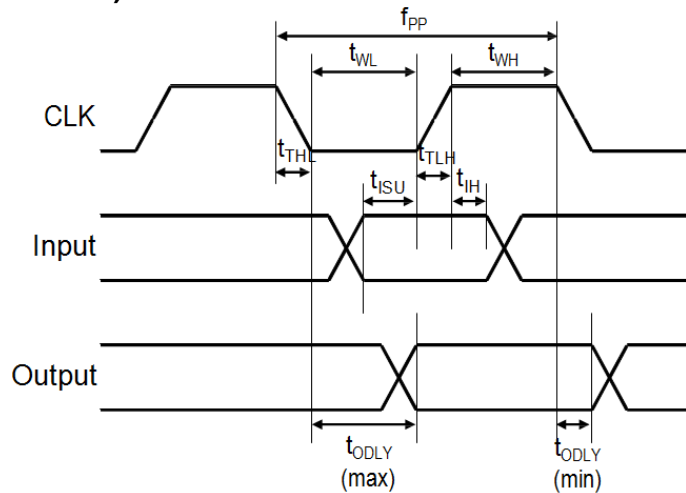 )
fPP
tWL
tWH
CLK
tTHL
tTLH
tISU
tIH
Input
Output
tODLY
(max)
tODLY
(min)